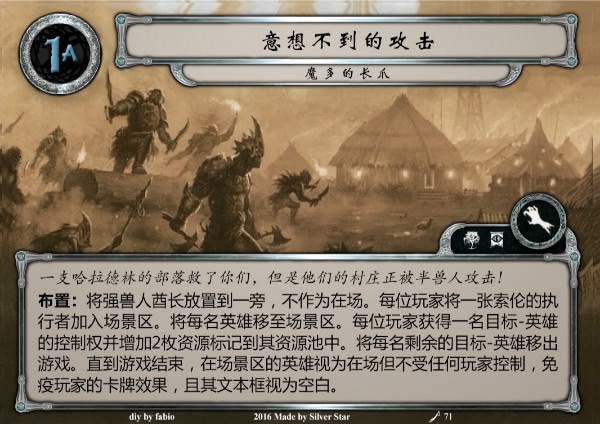 1A
意想不到的攻击
魔多的长爪
一支哈拉德林的部落救了你们，但是他们的村庄正被半兽人攻击！
布置：将强兽人酋长放置到一旁，不作为在场。每位玩家将一张索伦的执
行者加入场景区。将每名英雄移至场景区。每位玩家获得一名目标-英雄
的控制权并增加2枚资源标记到其资源池中。将每名剩余的目标-英雄移出
游戏。直到游戏结束，在场景区的英雄视为在场但不受任何玩家控制，免
疫玩家的卡牌效果，且其文本框视为空白。
diy by fabio 2016 Made by Silver Star 71